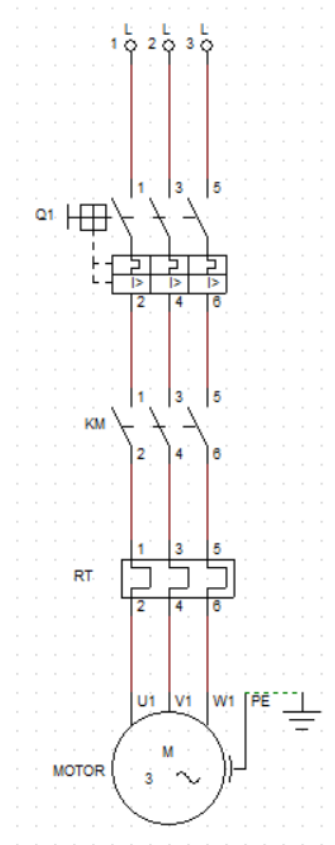 L L L
1 2 3
1 3 5
Q1
I> I> I>
2 4 6
1 3 5
KM
2 4 6
1 3 5
RT
2 4 6
U1 V1 W1 PE
M
MOTOR 3